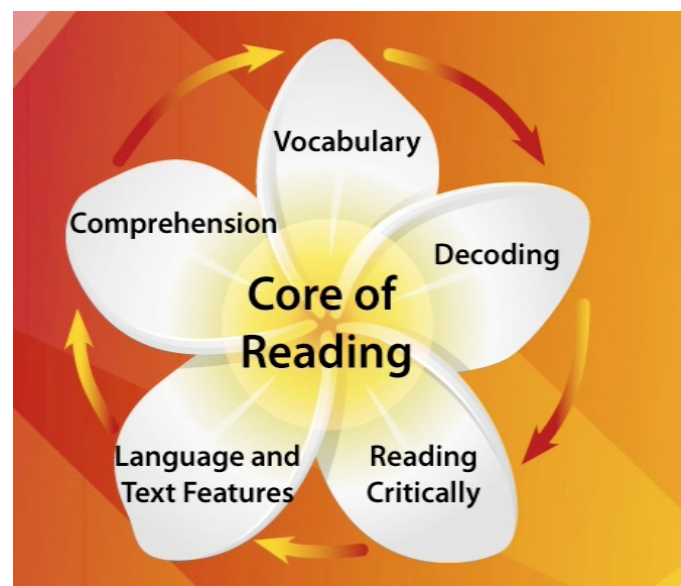 Vocabulary
Comprehension
Decoding
Core of
Reading
Language and
Text Features
Reading
Critically